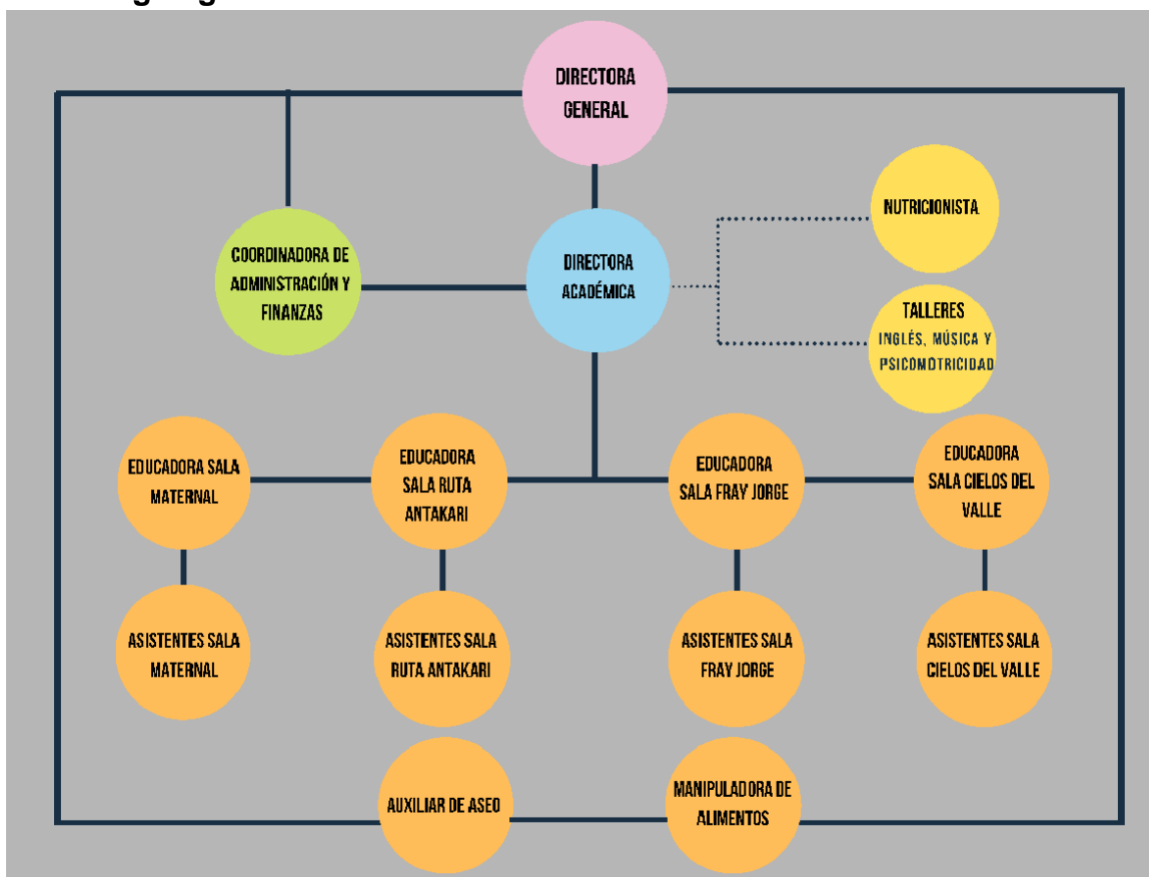 DIRECTORA
GENERAL
NUTRICIONISTA
COORDINADORA DE
ADMINISTRACIÓN Y
FINANZAS
DIRECTORA
ACADÉMICA
TALLERES
INGLÉS, MÚSICA Y
PSICOMOTRICIDAD
EDUCADORA SALA
MATERNAL
EDUCADORA
SALA RUTA
ANTAKARI
EDUCADORA
SALA FRAY JORGE
EDUCADORA
SALA CIELOS DEL
VALLE
ASISTENTES SALA
MATERNAL
ASISTENTES SALA
RUTA ANTAKARI
ASISTENTES SALA
FRAY JORGE
ASISTENTES SALA
CIELOS DEL VALLE
AUXILIAR DE ASEO
MANIPULADORA DE
ALIMENTOS